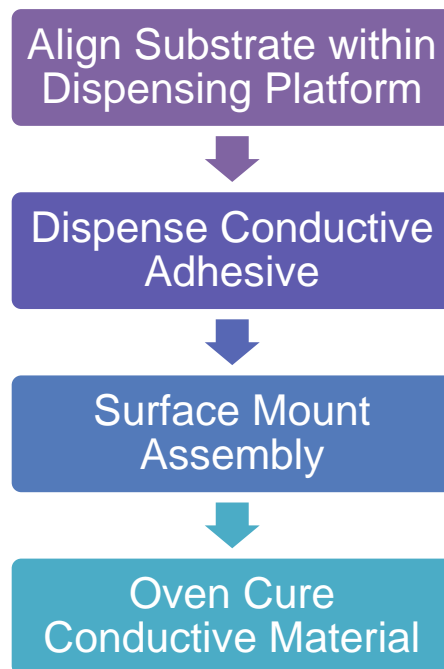 Align Substrate within
Dispensing Platform
Dispense Conductive
Adhesive
Surface Mount
Assembly
Oven Cure
Conductive Material